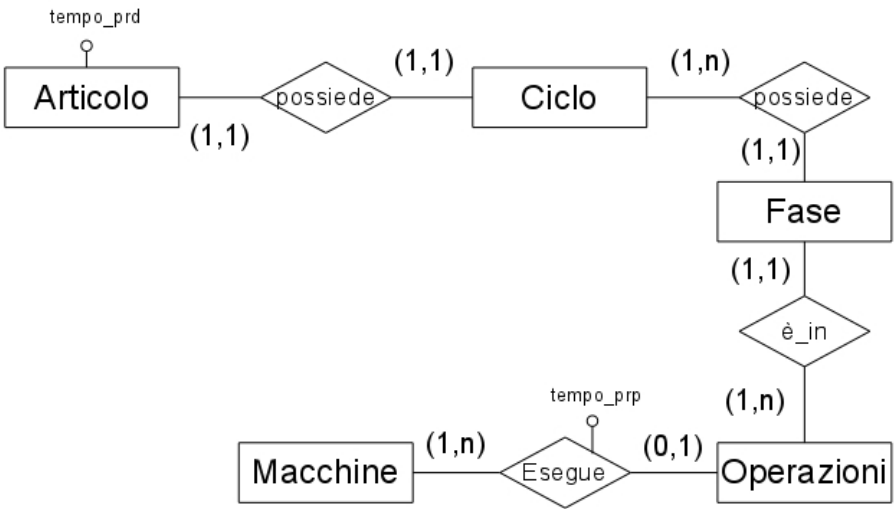 tempo_prd
Articolo
(1,1)
possiede
(1,1)
Ciclo
(1,n)
possiede
(1,1)
Fase
(1,1)
è_in
(1,n)
tempo_prp
Macchine
(1,n)
Esegue
(0,1)
Operazioni